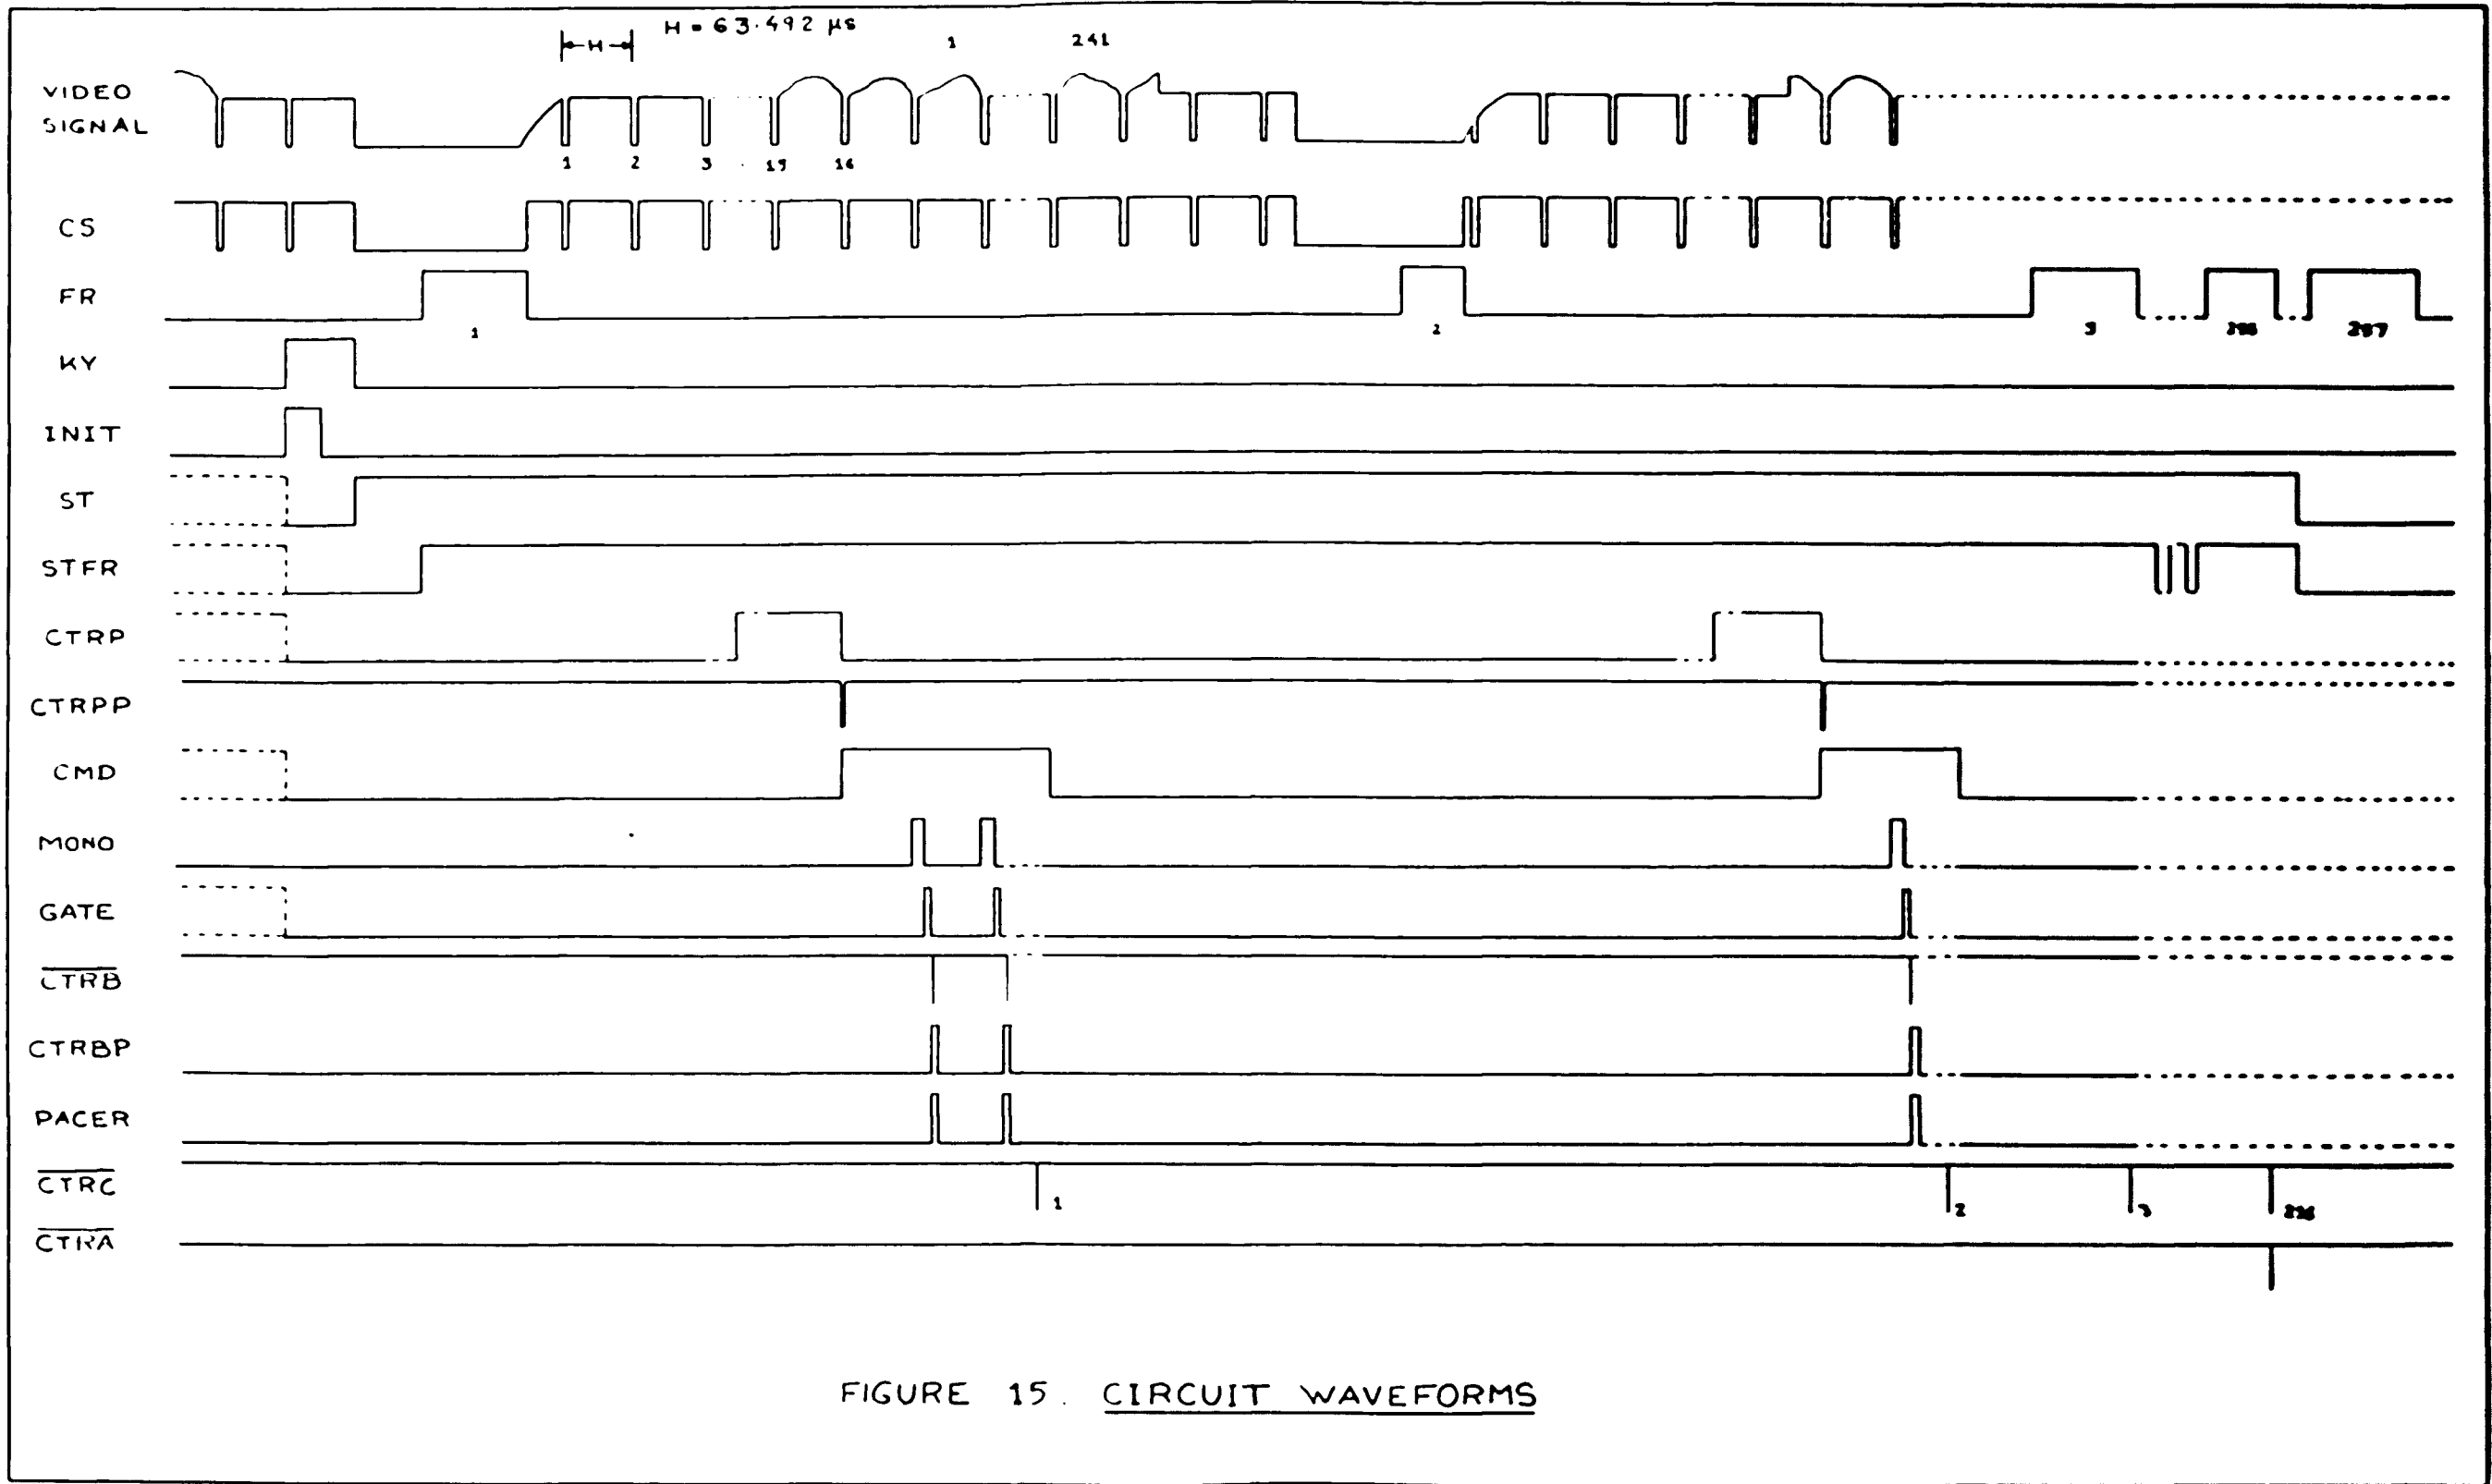 H = 63.492 µs
H
1
241
VIDEO
SIGNAL
1
2
3
15
16
CS
FR
1
2
3
297
KY
INIT
ST
STFR
CTRP
CTRPP
CMD
MONO
GATE
CTRB
CTRBP
PACER
CTRC
1
2
3
CTRA
FIGURE 15. CIRCUIT WAVEFORMS